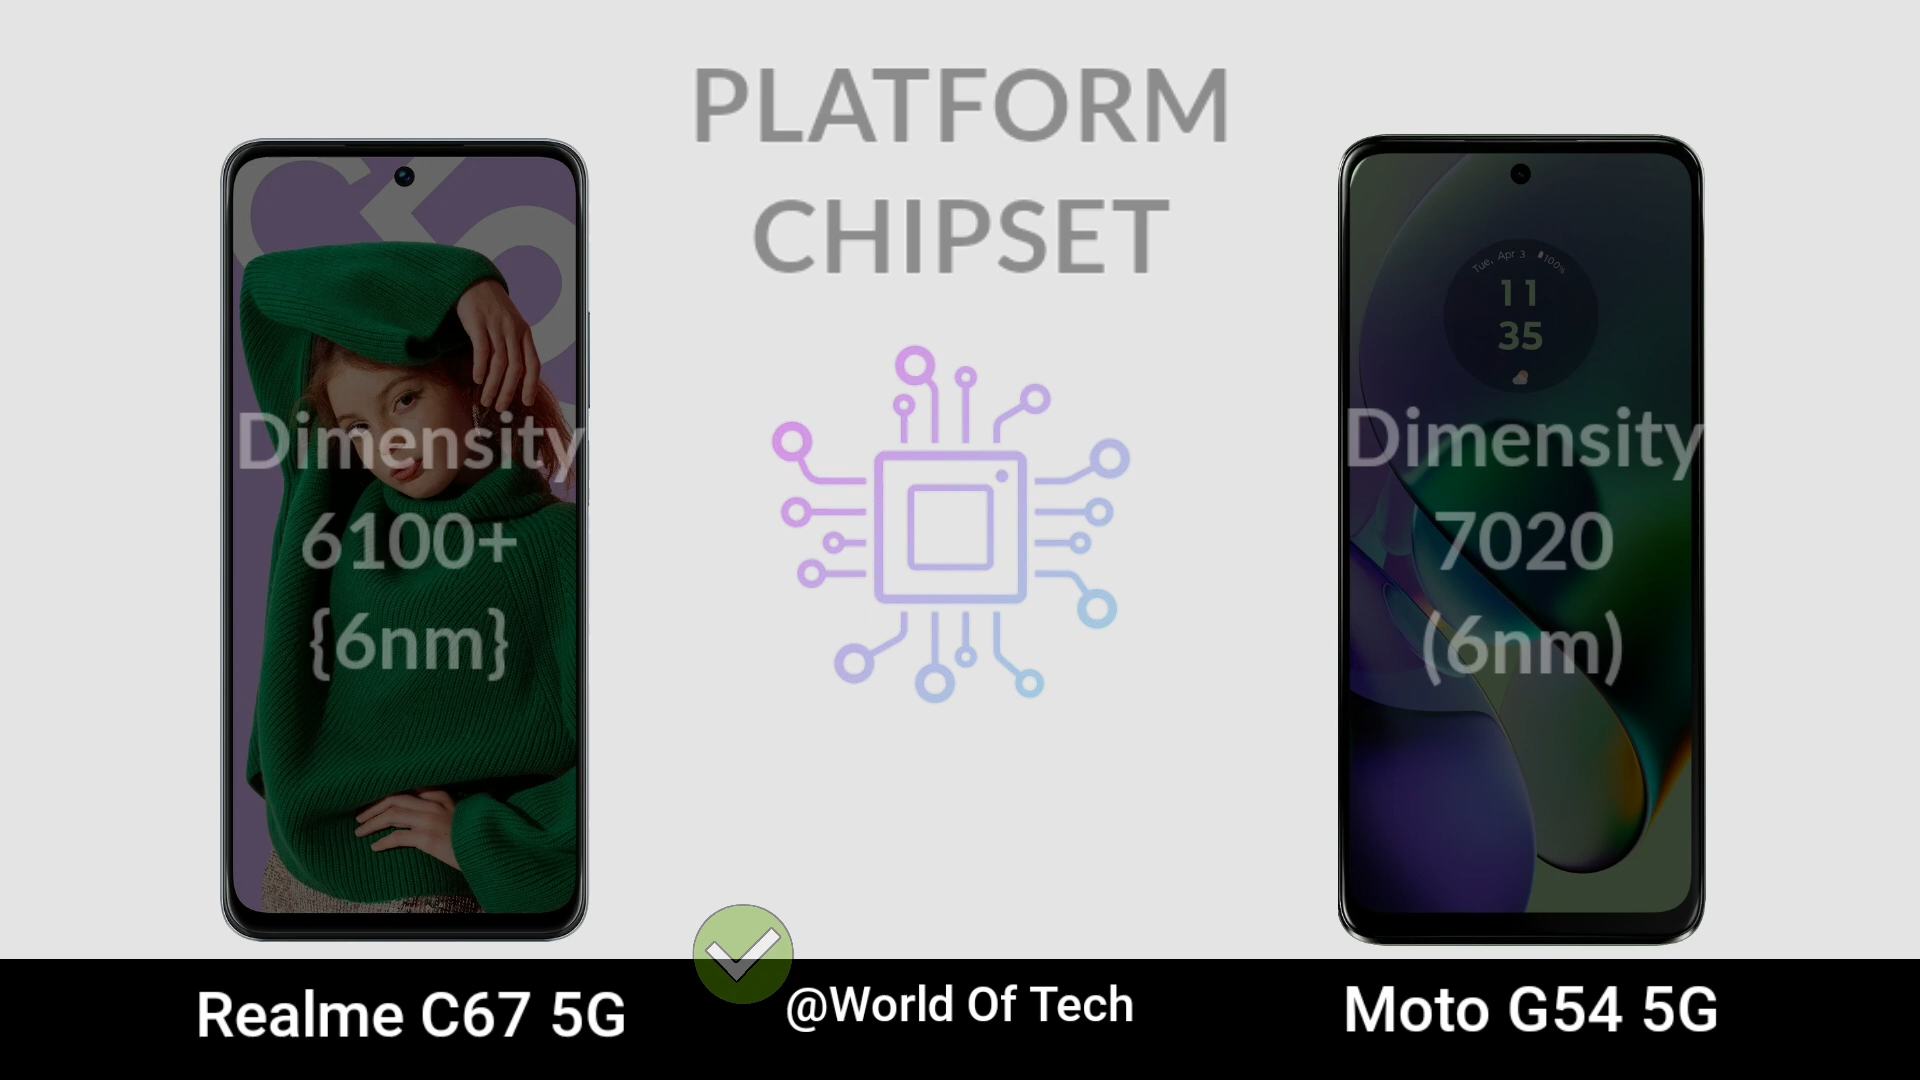 PLATFORM
CHIPSET
Tue, Apr 3 100%
11
35
Dimensity
6100+
{6nm}
Dimensity
7020
(6nm)
Realme C67 5G
@World Of Tech
Moto G54 5G